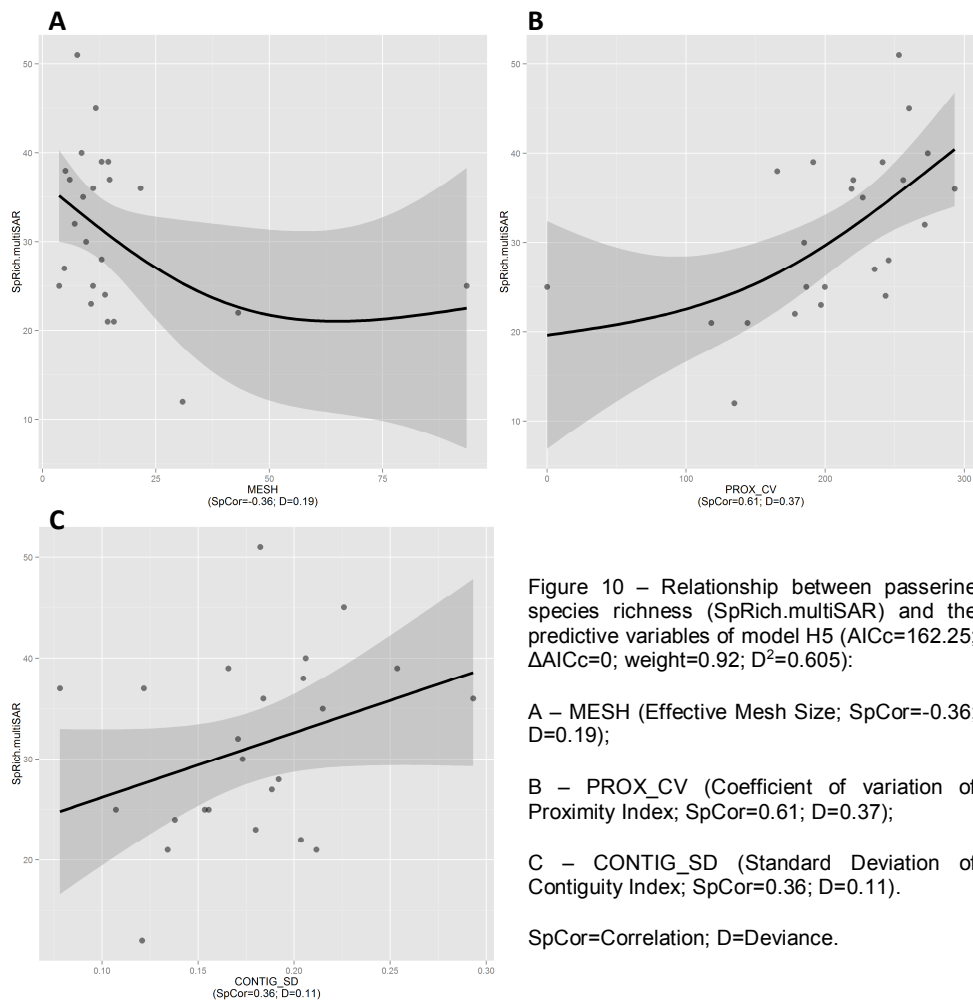 A
50
40
30
20
10
SpRich.multiSAR
0
25
50
75
MESH
(SpCor=-0.36; D=0.19)
B
50
40
30
20
10
SpRich.multiSAR
0
100
200
300
PROX_CV
(SpCor=0.61; D=0.37)
C
50
40
30
20
SpRich.multiSAR
0.10
0.15
0.20
0.25
0.30
CONTIG_SD
(SpCor=0.36; D=0.11)
Figure 10 – Relationship between passerine
species richness (SpRich.multiSAR) and the
predictive variables of model H5 (AICc=162.25;
ΔAICc=0; weight=0.92; D²=0.605):
A – MESH (Effective Mesh Size; SpCor=-0.36;
D=0.19);
B – PROX_CV (Coefficient of variation of
Proximity Index; SpCor=0.61; D=0.37);
C – CONTIG_SD (Standard Deviation of
Contiguity Index; SpCor=0.36; D=0.11).
SpCor=Correlation; D=Deviance.